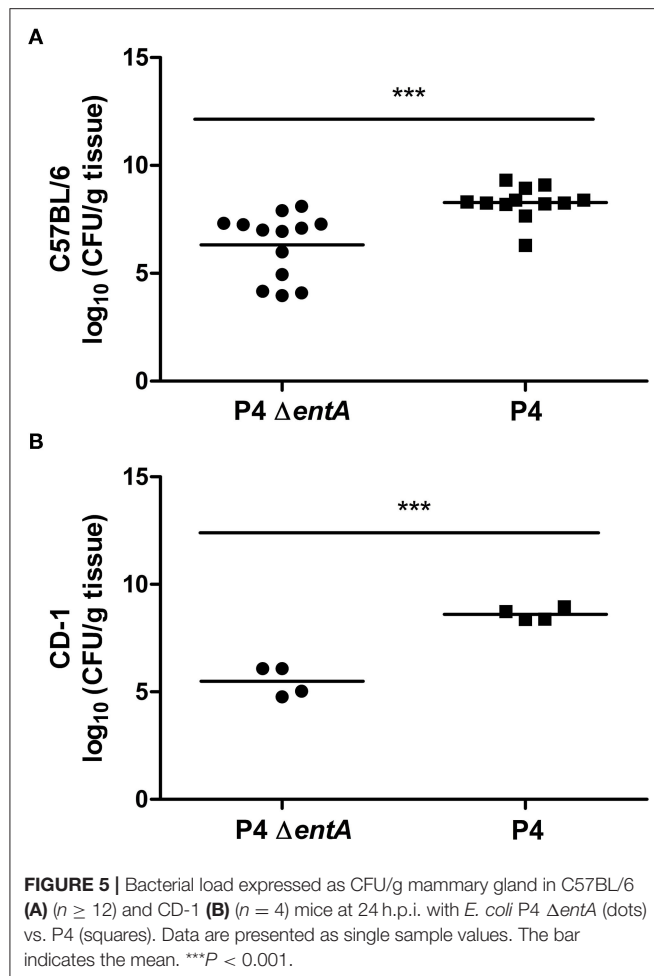 A
15
***
10
5
0
C57BL/6
log10 (CFU/g tissue)
P4 ΔentA
P4
B
15
***
10
5
0
CD-1
log10 (CFU/g tissue)
P4 ΔentA
P4
FIGURE 5 | Bacterial load expressed as CFU/g mammary gland in C57BL/6
(A) (n ≥ 12) and CD-1 (B) (n = 4) mice at 24 h.p.i. with E. coli P4 ΔentA (dots)
vs. P4 (squares). Data are presented as single sample values. The bar
indicates the mean. ***P < 0.001.